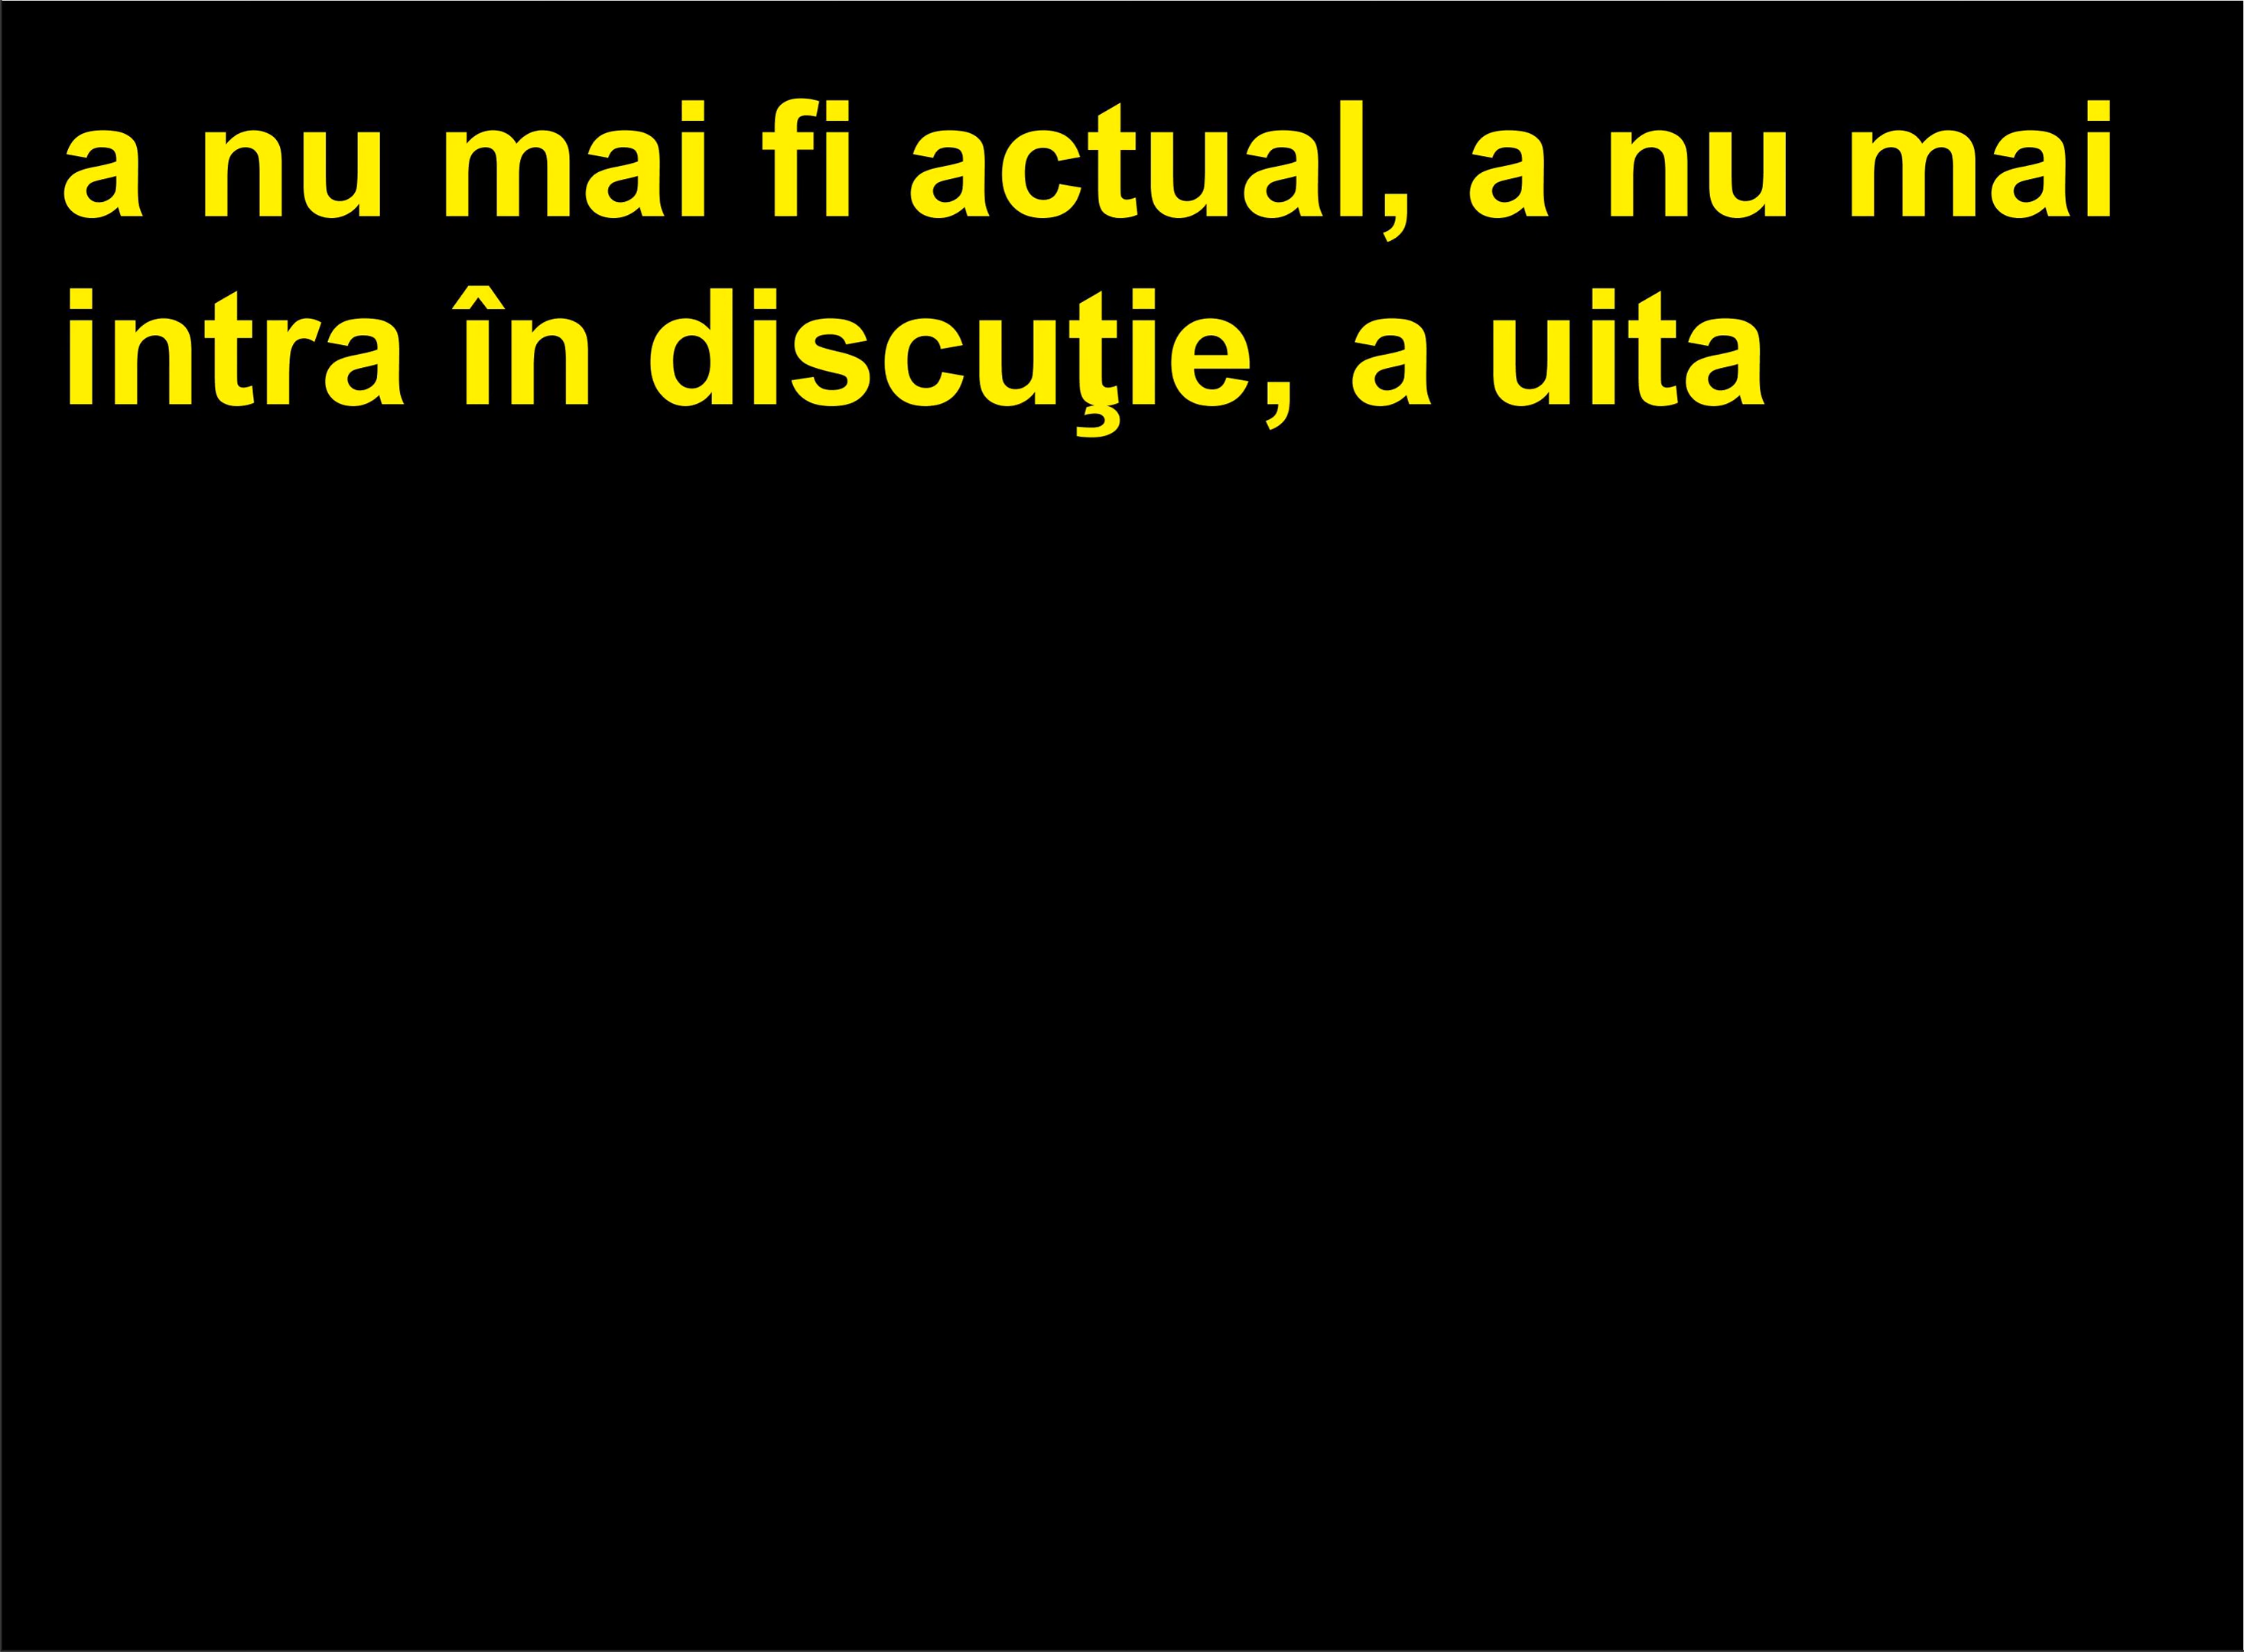 a nu mai fi actual, a nu mai
intra în discuţie, a uita